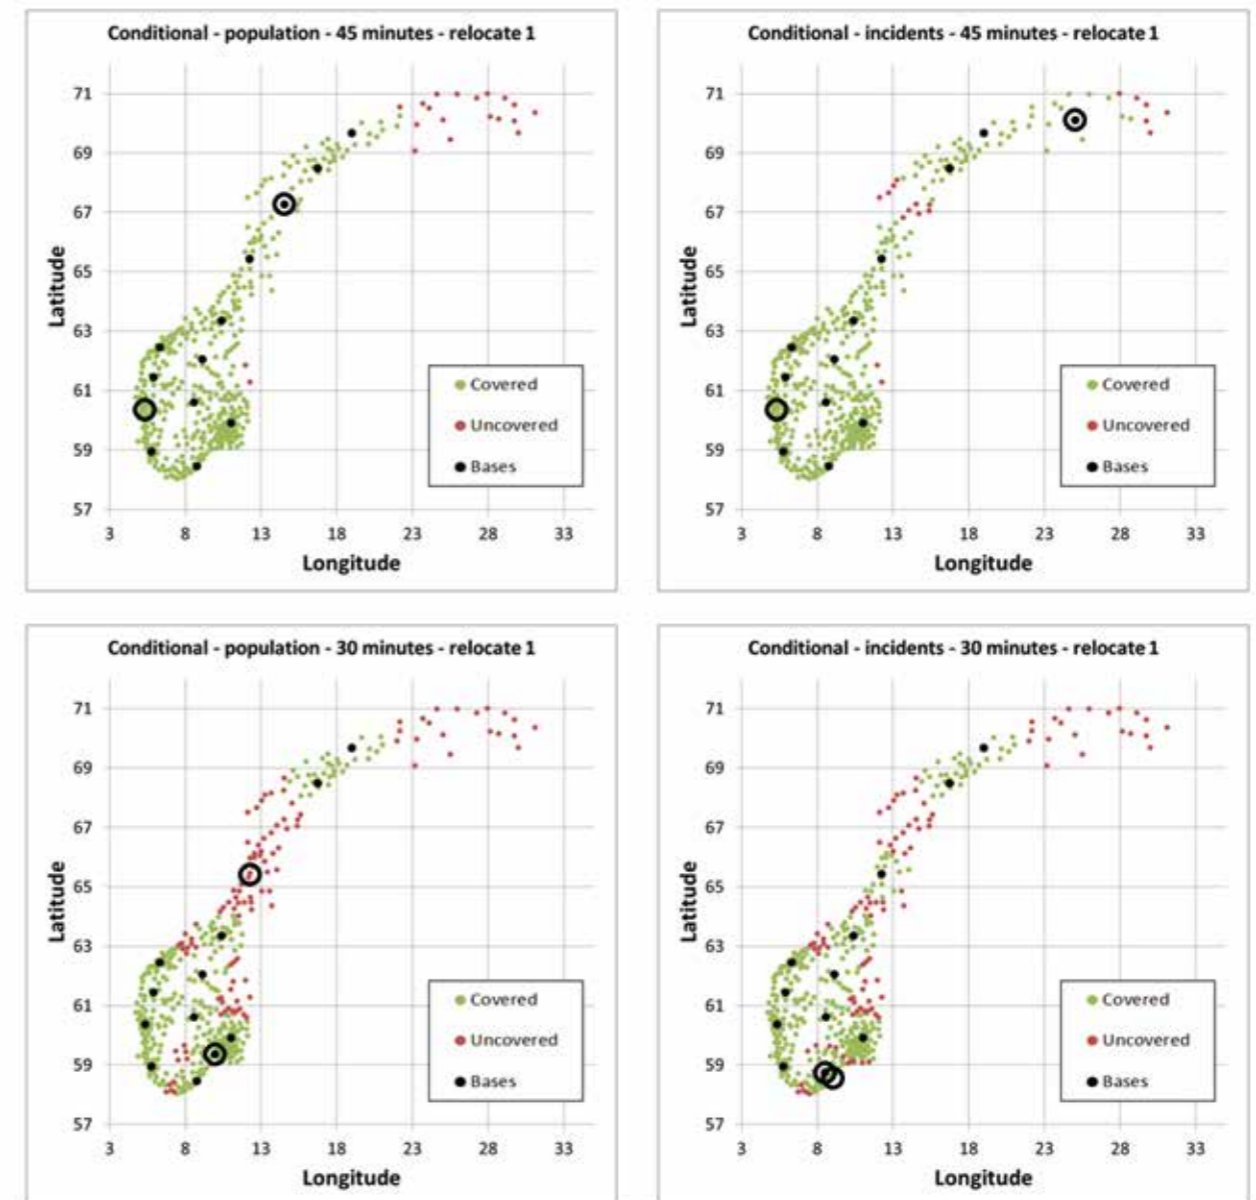 Conditional - population - 45 minutes - relocate 1
71
69
67
65
63
61
59
57
Latitude
3 8 13 18 23 28 33
Longitude
Covered
Uncovered
Bases
Conditional - incidents - 45 minutes - relocate 1
71
69
67
65
63
61
59
57
Latitude
3 8 13 18 23 28 33
Longitude
Covered
Uncovered
Bases
Conditional - population - 30 minutes - relocate 1
71
69
67
65
63
61
59
57
Latitude
3 8 13 18 23 28 33
Longitude
Covered
Uncovered
Bases
Conditional - incidents - 30 minutes - relocate 1
71
69
67
65
63
61
59
57
Latitude
3 8 13 18 23 28 33
Longitude
Covered
Uncovered
Bases